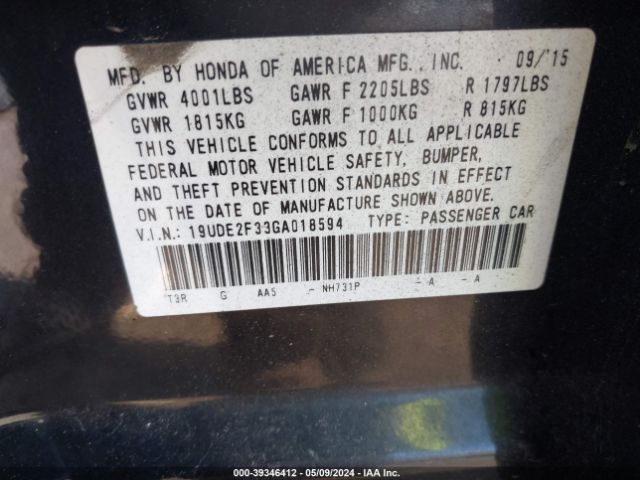 MFD. BY HONDA OF AMERICA MFG., INC. 09/15
GVWR 4001LBS GAWR F 2205LBS R 1797LBS
GVWR 1815KG GAWR F 1000KG R 815KG
THIS VEHICLE CONFORMS TO ALL APPLICABLE
FEDERAL MOTOR VEHICLE SAFETY, BUMPER,
AND THEFT PREVENTION STANDARDS IN EFFECT
ON THE DATE OF MANUFACTURE SHOWN ABOVE.
V.I.N.: 19UDE2F33GA018594 TYPE: PASSENGER CAR
T3R G AA5 - NH731P - A - A
000-39346412 - 05/09/2024 - IAA Inc.